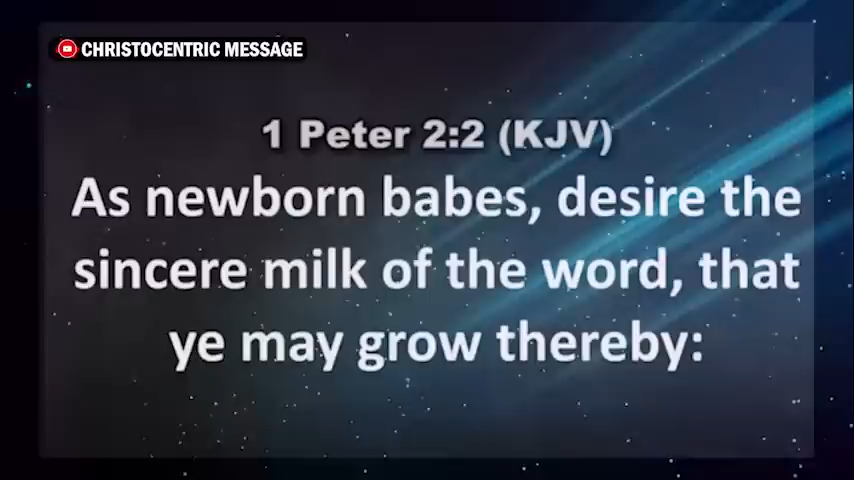 CHRISTOCENTRIC MESSAGE
1 Peter 2:2 (KJV)
As newborn babes, desire the
sincere milk of the word, that
ye may grow thereby: